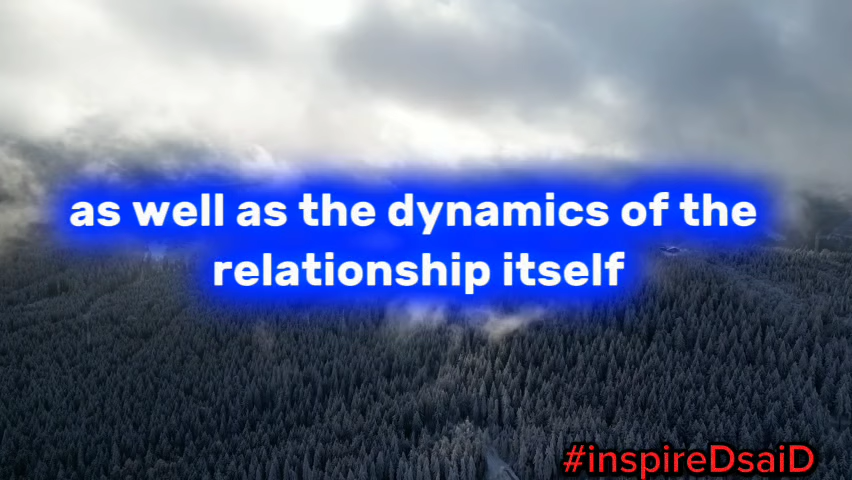 as well as the dynamics of the
relationship itself
#inspireDsaiD